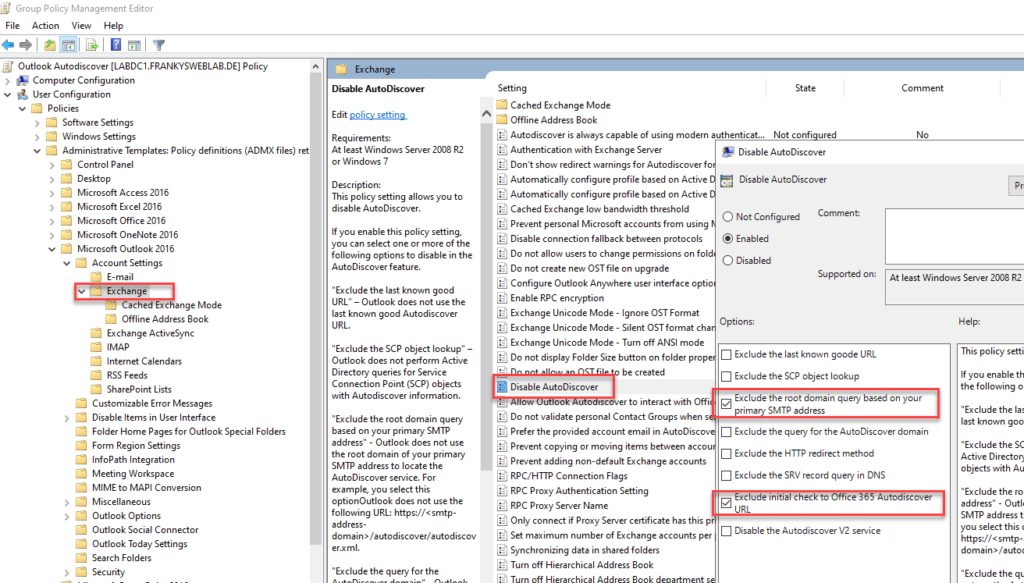 Group Policy Management Editor
File Action View Help
Outlook Autodiscover [LABDC1.FRANKYSWEBLAB.DE] Policy
Computer Configuration
User Configuration
Policies
Software Settings
Windows Settings
Administrative Templates: Policy definitions (ADMX files) ret
Control Panel
Desktop
Microsoft Access 2016
Microsoft Excel 2016
Microsoft Office 2016
Microsoft OneNote 2016
Microsoft Outlook 2016
Account Settings
E-mail
Exchange
Cached Exchange Mode
Offline Address Book
Exchange ActiveSync
IMAP
Internet Calendars
RSS Feeds
SharePoint Lists
Customizable Error Messages
Disable Items in User Interface
Folder Home Pages for Outlook Special Folders
Form Region Settings
InfoPath Integration
Meeting Workspace
MIME to MAPI Conversion
Miscellaneous
Outlook Options
Outlook Social Connector
Outlook Today Settings
Search Folders
Security
Exchange
Disable AutoDiscover
Edit policy setting
Requirements:
At least Windows Server 2008 R2
or Windows 7
Description:
This policy setting allows you to
disable AutoDiscover.
If you enable this policy setting,
you can select one or more of the
following options to disable in the
AutoDiscover feature.
"Exclude the last known good
URL" – Outlook does not use the
last known good Autodiscover
URL.
"Exclude the SCP object lookup" –
Outlook does not perform Active
Directory queries for Service
Connection Point (SCP) objects
with Autodiscover information.
"Exclude the root domain query
based on your primary SMTP
address" - Outlook does not use
the root domain of your primary
SMTP address to locate the
AutoDiscover service. For
example, you select this
optionOutlook does not use the
following URL: https://<smtp-
address-
domain>/autodiscover/autodiscov
er.xml.
"Exclude the query for the
AutoDiscover domain" – Outlook
Setting State Comment
Cached Exchange Mode
Offline Address Book
Autodiscover is always capable of using modern authenticat... Not configured No
Authentication with Exchange Server
Don't show redirect warnings for Autodiscover for
Automatically configure profile based on Active D
Automatically configure profile based on Active D
Cached Exchange low bandwidth threshold
Prevent personal Microsoft accounts from using M
Disable connection fallback between protocols
Do not allow users to change permissions on folde
Do not create new OST file on upgrade
Configure Outlook Anywhere user interface option
Enable RPC encryption
Exchange Unicode Mode - Ignore OST Format
Exchange Unicode Mode - Silent OST format chan
Exchange Unicode Mode - Turn off ANSI mode
Do not display Folder Size button on folder proper
Do not allow an OST file to be created
Disable AutoDiscover
Allow Outlook Autodiscover to interact with Offic
Do not validate personal Contact Groups when se
Prefer the provided account email in AutoDiscove
Prevent copying or moving items between accoun
Prevent adding non-default Exchange accounts
RPC/HTTP Connection Flags
RPC Proxy Authentication Setting
RPC Proxy Server Name
Only connect if Proxy Server certificate has this pri
Set maximum number of Exchange accounts per
Synchronizing data in shared folders
Turn off Hierarchical Address Book
Turn off Hierarchical Address Book department se
Disable AutoDiscover
Disable AutoDiscover
Pr
Not Configured
Enabled
Disabled
Comment:
Supported on:
At least Windows Server 2008 R2
Options:
Help:
Exclude the last known goode URL
Exclude the SCP object lookup
Exclude the root domain query based on your
primary SMTP address
Exclude the query for the AutoDiscover domain
Exclude the HTTP redirect method
Exclude the SRV record query in DNS
Exclude initial check to Office 365 Autodiscover
URL
Disable the Autodiscover V2 service
This policy setti
If you enable th
the following o
"Exclude the las
last known goo
"Exclude the SC
Active Directory
objects with Au
"Exclude the ro
address" - Outl
SMTP address t
you select this o
https://<smtp-
domain>/autodi
"Exclude the qu